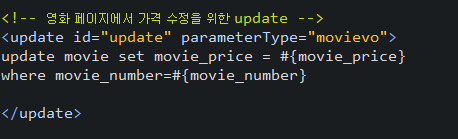 <!-- 영화 페이지에서 가격 수정을 위한 update -->
<update id="update" parameterType="movievo">
update movie set movie_price = #{movie_price}
where movie_number=#{movie_number}
</update>